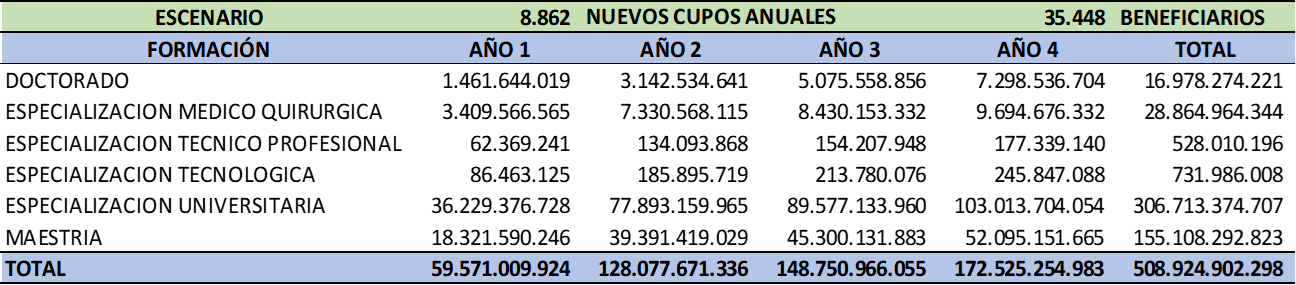 ESCENARIO 8.862 NUEVOS CUPOS ANUALES 35.448 BENEFICIARIOS
FORMACIÓN AÑO 1 AÑO 2 AÑO 3 AÑO 4 TOTAL
DOCTORADO 1.461.644.019 3.142.534.641 5.075.558.856 7.298.536.704 16.978.274.221
ESPECIALIZACION MEDICO QUIRURGICA 3.409.566.565 7.330.568.115 8.430.153.332 9.694.676.332 28.864.964.344
ESPECIALIZACION TECNICO PROFESIONAL 62.369.241 134.093.868 154.207.948 177.339.140 528.010.196
ESPECIALIZACION TECNOLOGICA 86.463.125 185.895.719 213.780.076 245.847.088 731.986.008
ESPECIALIZACION UNIVERSITARIA 36.229.376.728 77.893.159.965 89.577.133.960 103.013.704.054 306.713.374.707
MAESTRIA 18.321.590.246 39.391.419.029 45.300.131.883 52.095.151.665 155.108.292.823
TOTAL 59.571.009.924 128.077.671.336 148.750.966.055 172.525.254.983 508.924.902.298